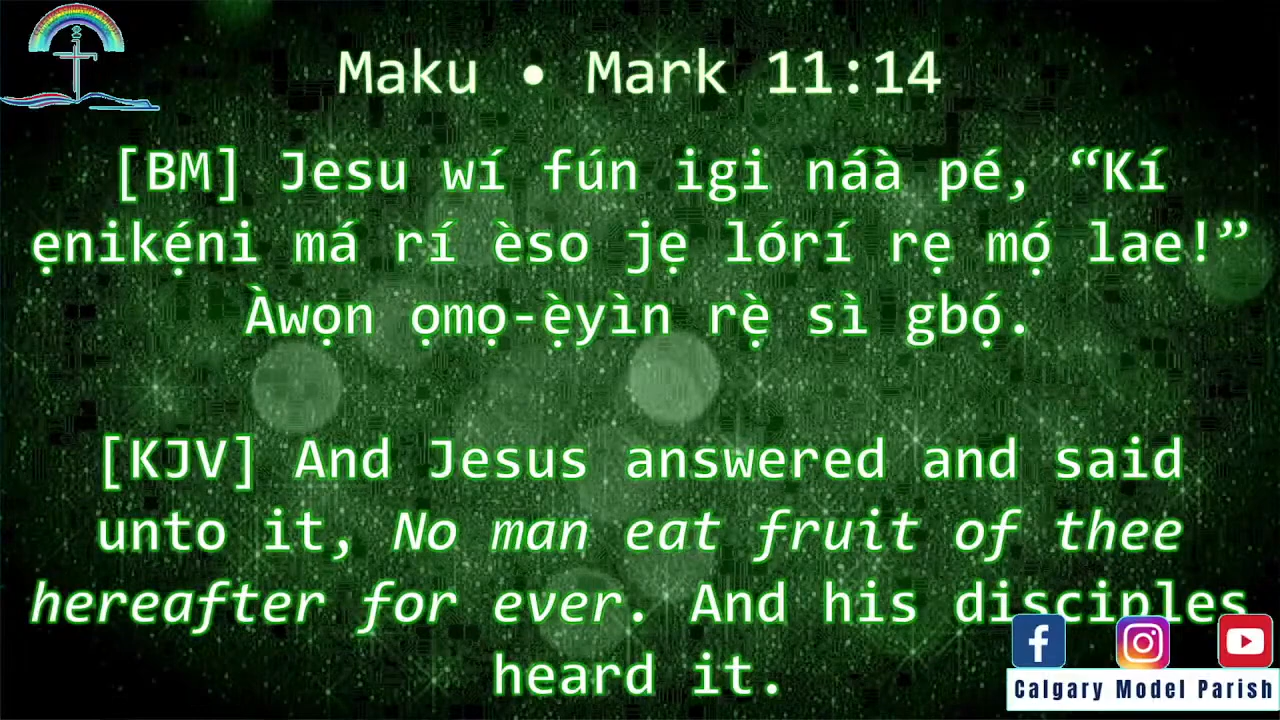 Maku • Mark 11:14
[BM] Jesu wí fún igi náà pé, “Kí
ẹnikẹ́ni má rí èso jẹ lórí rẹ mọ́ lae!”
Àwọn ọmọ-ẹ̀yìn rẹ̀ sì gbọ́.
[KJV] And Jesus answered and said
unto it, No man eat fruit of thee
hereafter for ever. And his disciples
heard it.
Calgary Model Parish